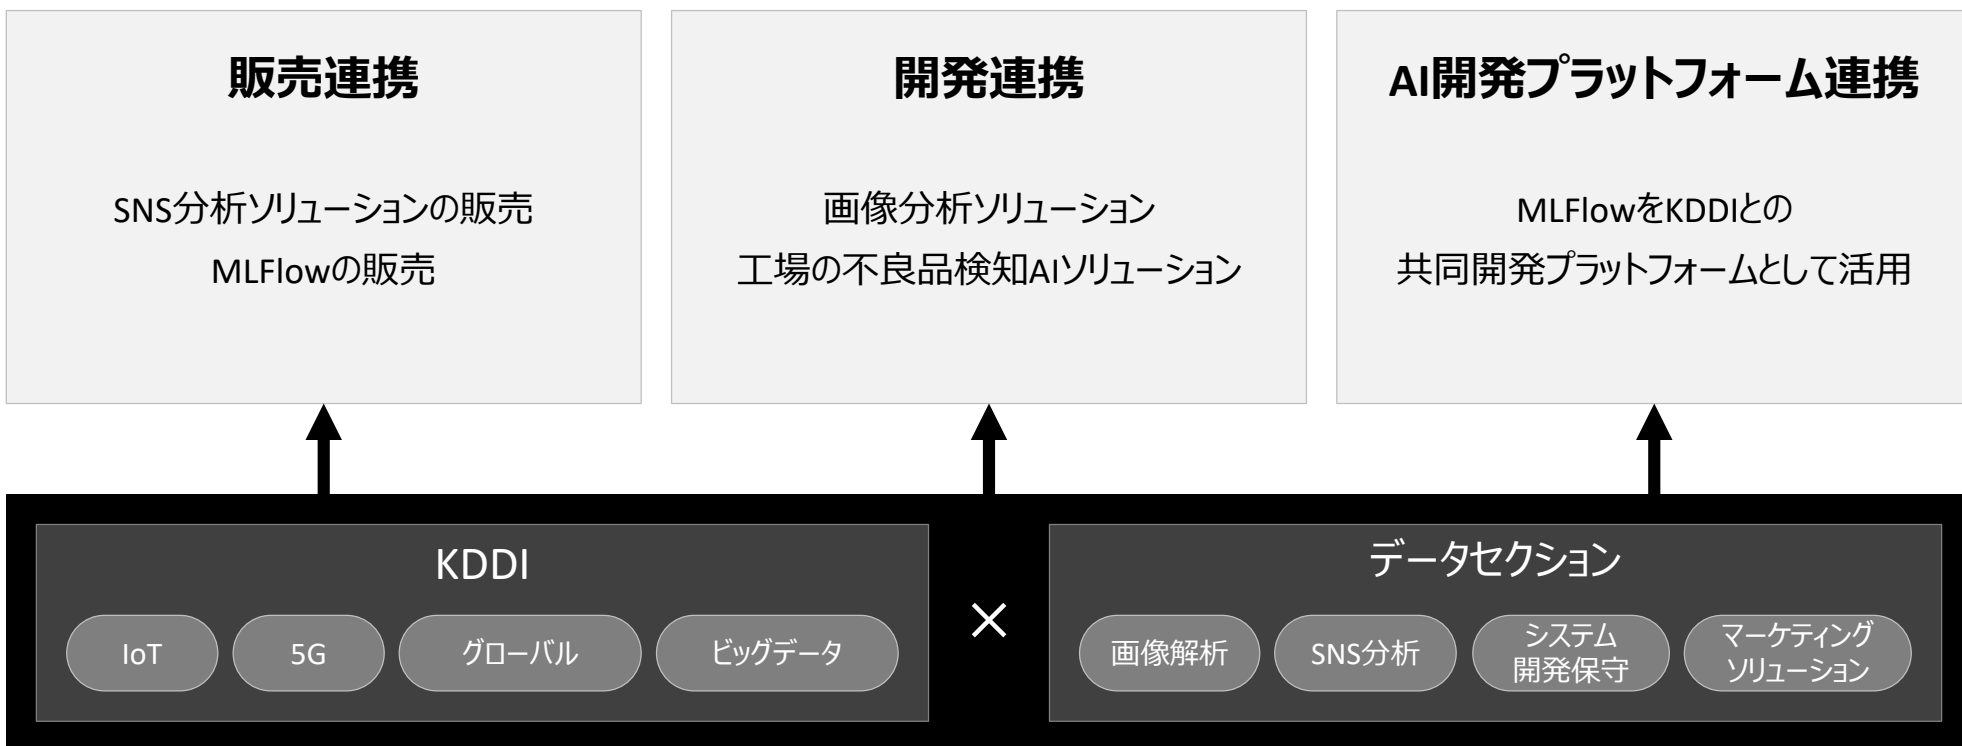 販売連携
SNS分析ソリューションの販売
MLFlowの販売
開発連携
画像分析ソリューション
工場の不良品検知AIソリューション
AI開発プラットフォーム連携
MLFlowをKDDIとの
共同開発プラットフォームとして活用
KDDI
IoT
5G
グローバル
ビッグデータ
×
データセクション
画像解析
SNS分析
システム
開発保守
マーケティング
ソリューション